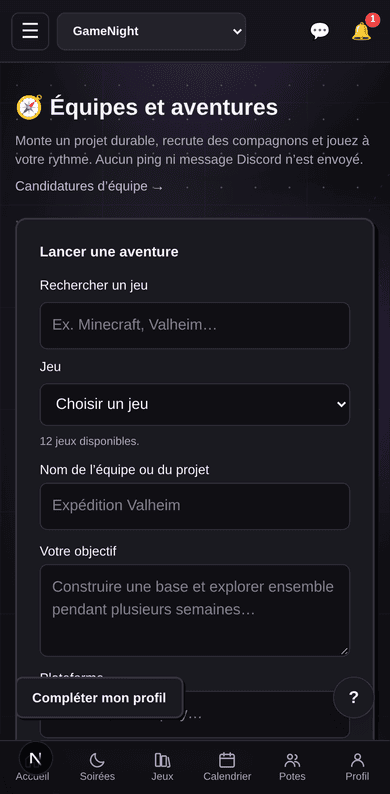 GameNight
1
Équipes et aventures
Monte un projet durable, recrute des compagnons et jouez à
votre rythme. Aucun ping ni message Discord n’est envoyé.
Candidatures d’équipe →
Lancer une aventure
Rechercher un jeu
Ex. Minecraft, Valheim…
Jeu
Choisir un jeu
12 jeux disponibles.
Nom de l’équipe ou du projet
Expédition Valheim
Votre objectif
Construire une base et explorer ensemble
pendant plusieurs semaines…
Plateforme
Compléter mon profil
?
N
Accueil
Soirées
Jeux
Calendrier
Potes
Profil